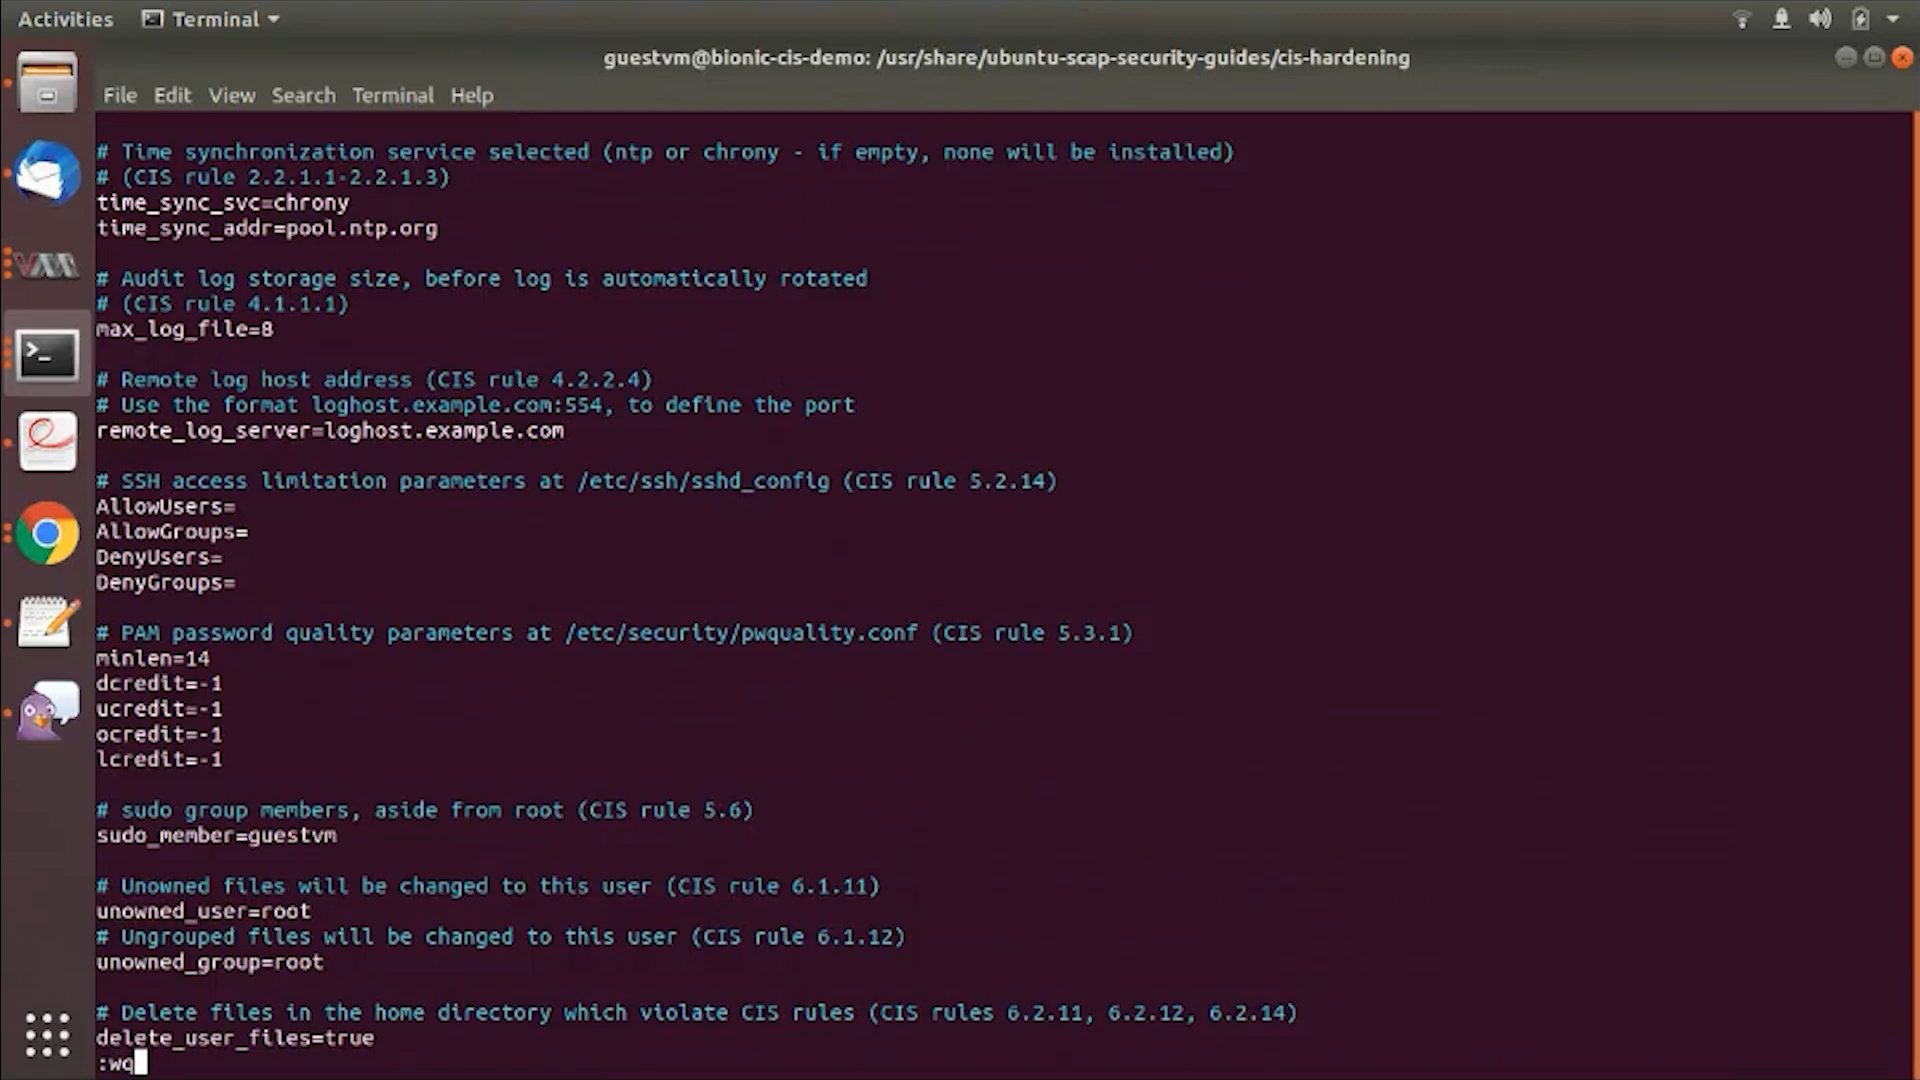 Activities
Terminal
guestvm@bionic-cis-demo: /usr/share/ubuntu-scap-security-guides/cis-hardening
File Edit View Search Terminal Help
# Time synchronization service selected (ntp or chrony - if empty, none will be installed)
# (CIS rule 2.2.1.1-2.2.1.3)
time_sync_svc=chrony
time_sync_addr=pool.ntp.org
# Audit log storage size, before log is automatically rotated
# (CIS rule 4.1.1.1)
max_log_file=8
# Remote log host address (CIS rule 4.2.2.4)
# Use the format loghost.example.com:554, to define the port
remote_log_server=loghost.example.com
# SSH access limitation parameters at /etc/ssh/sshd_config (CIS rule 5.2.14)
AllowUsers=
AllowGroups=
DenyUsers=
DenyGroups=
# PAM password quality parameters at /etc/security/pwquality.conf (CIS rule 5.3.1)
minlen=14
dcredit=-1
ucredit=-1
ocredit=-1
lcredit=-1
# sudo group members, aside from root (CIS rule 5.6)
sudo_member=guestvm
# Unowned files will be changed to this user (CIS rule 6.1.11)
unowned_user=root
# Ungrouped files will be changed to this user (CIS rule 6.1.12)
unowned_group=root
# Delete files in the home directory which violate CIS rules (CIS rules 6.2.11, 6.2.12, 6.2.14)
delete_user_files=true
:wq